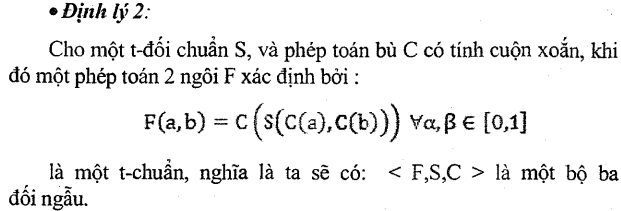 • Định lý 2:
Cho một t-đối chuẩn S, và phép toán bù C có tính cuộn xoắn, khi
đó một phép toán 2 ngôi F xác định bởi :
F(a,b) = C(S(C(a),C(b))) ∀α,β ∈ [0,1]
là một t-chuẩn, nghĩa là ta sẽ có: < F,S,C > là một bộ ba
đối ngẫu.